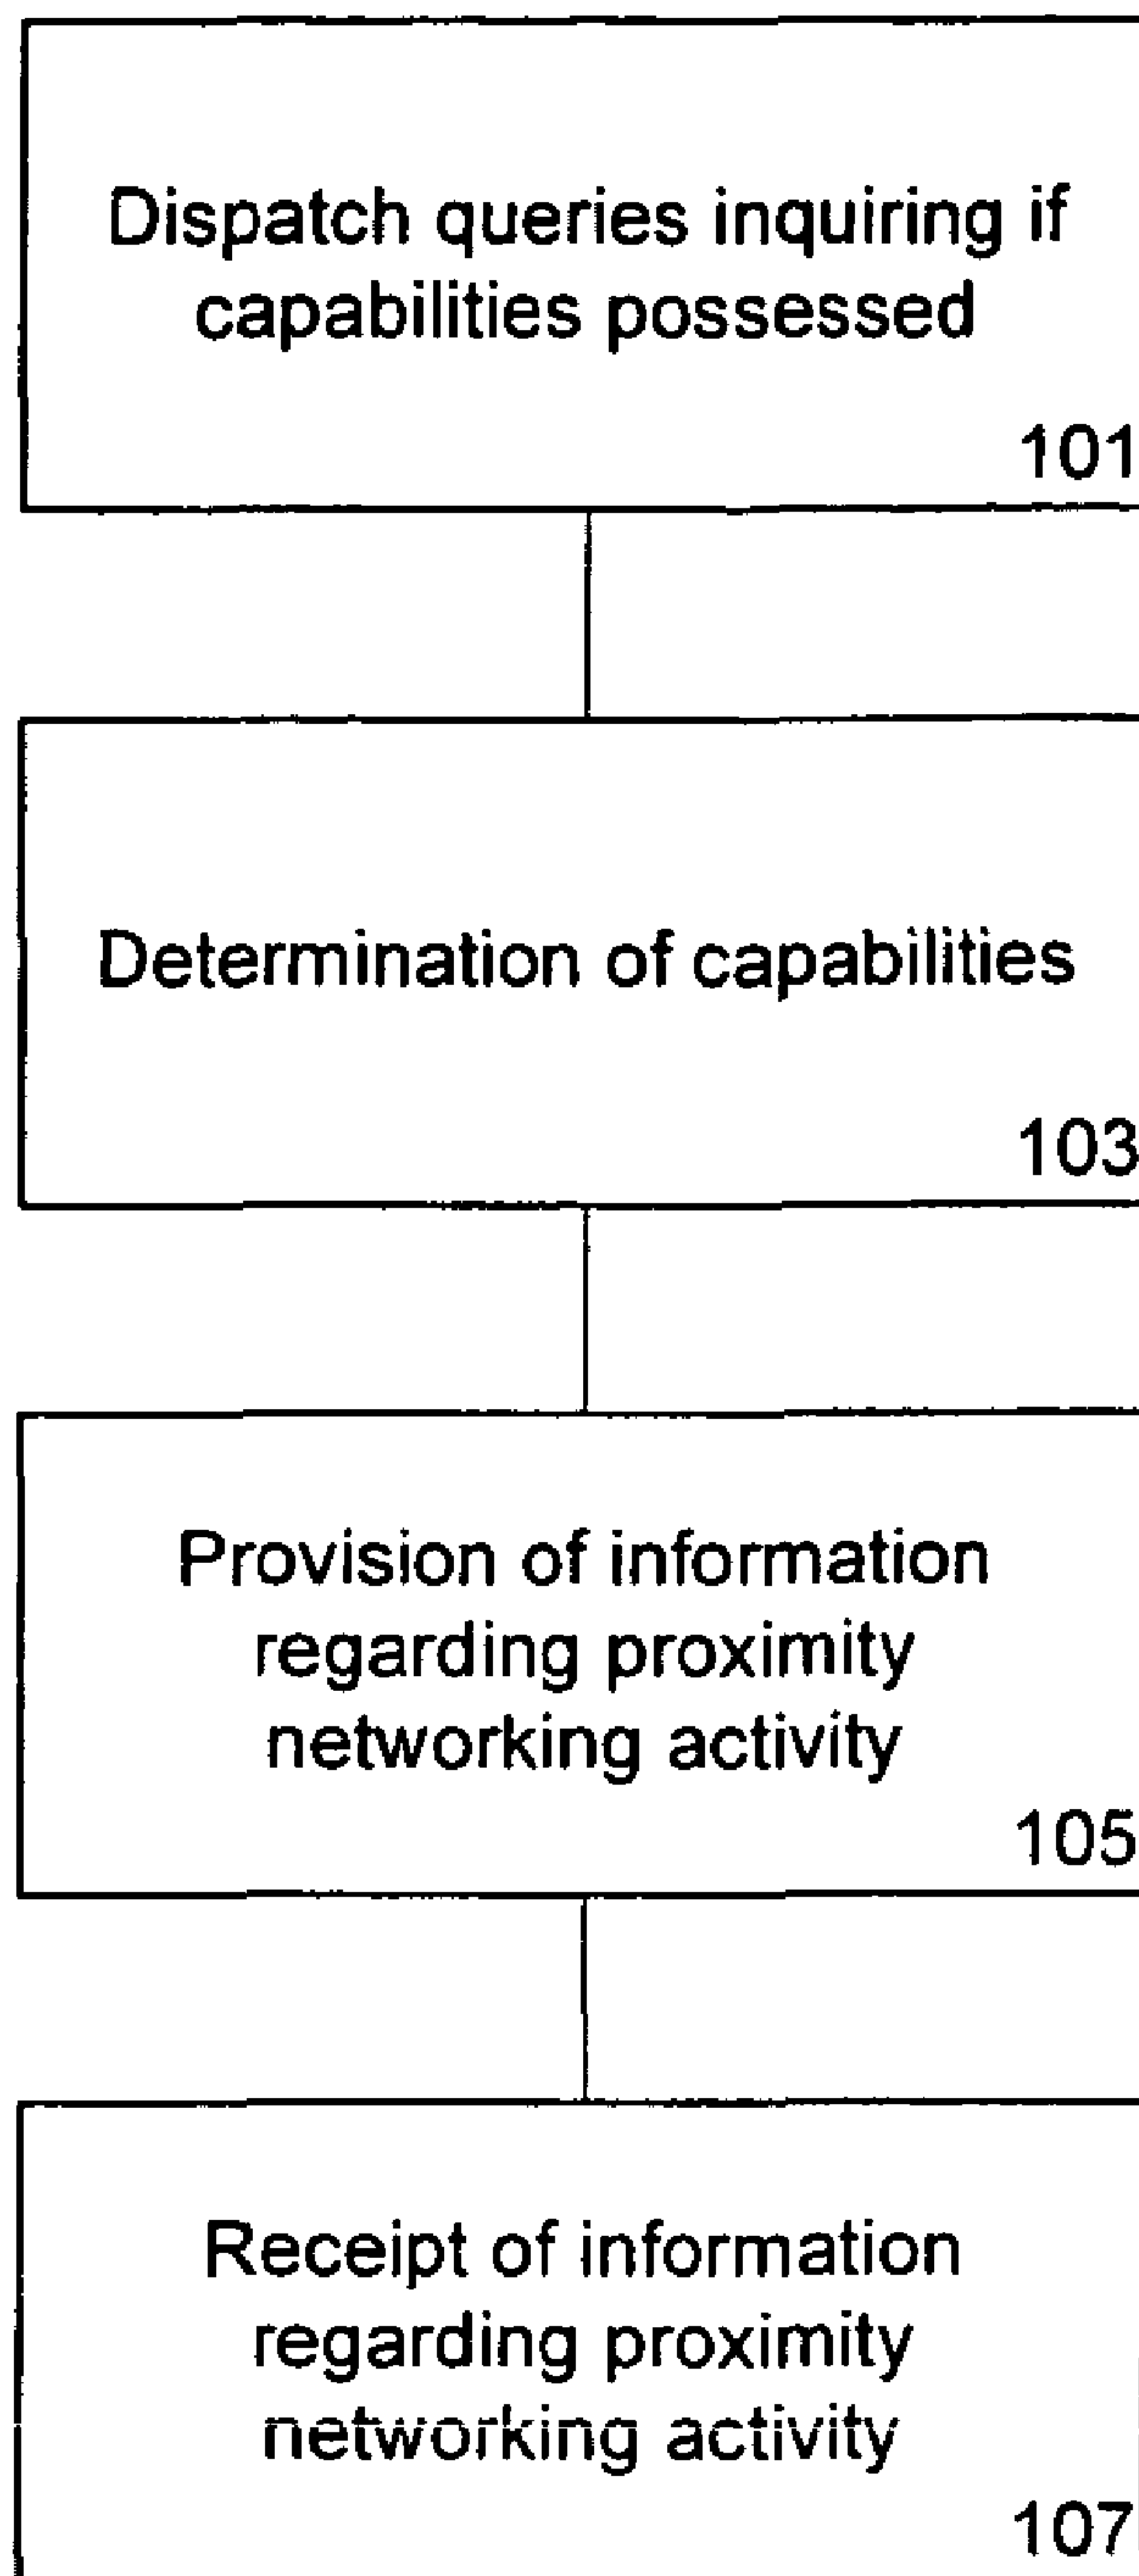 Dispatch queries inquiring if
capabilities possessed
101
Determination of capabilities
103
Provision of information
regarding proximity
networking activity
105
Receipt of information
regarding proximity
networking activity
107